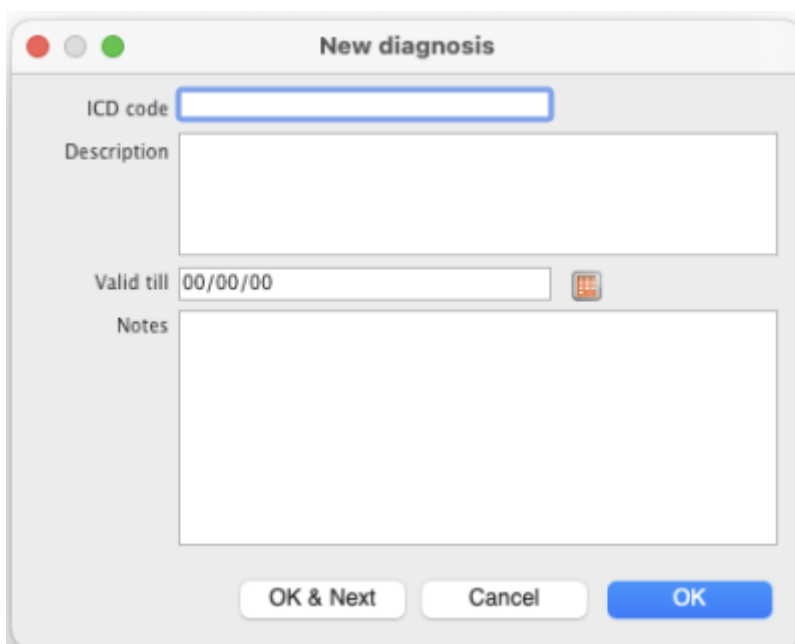 New diagnosis
ICD code
Description
Valid till 00/00/00
Notes
OK & Next Cancel OK